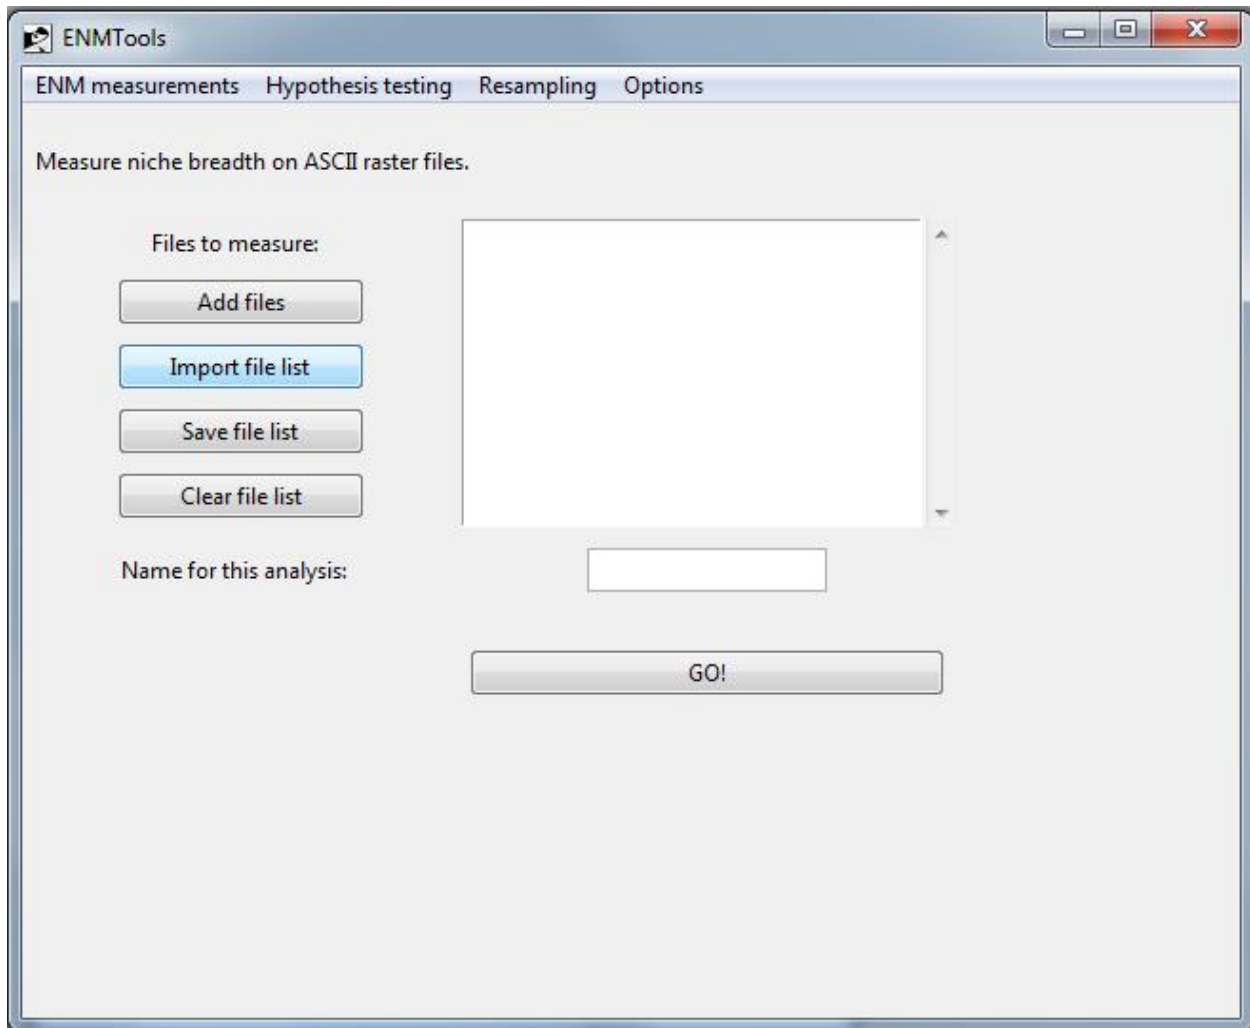 ENMTools
ENM measurements Hypothesis testing Resampling Options
Measure niche breadth on ASCII raster files.
Files to measure:
Add files
Import file list
Save file list
Clear file list
Name for this analysis:
GO!